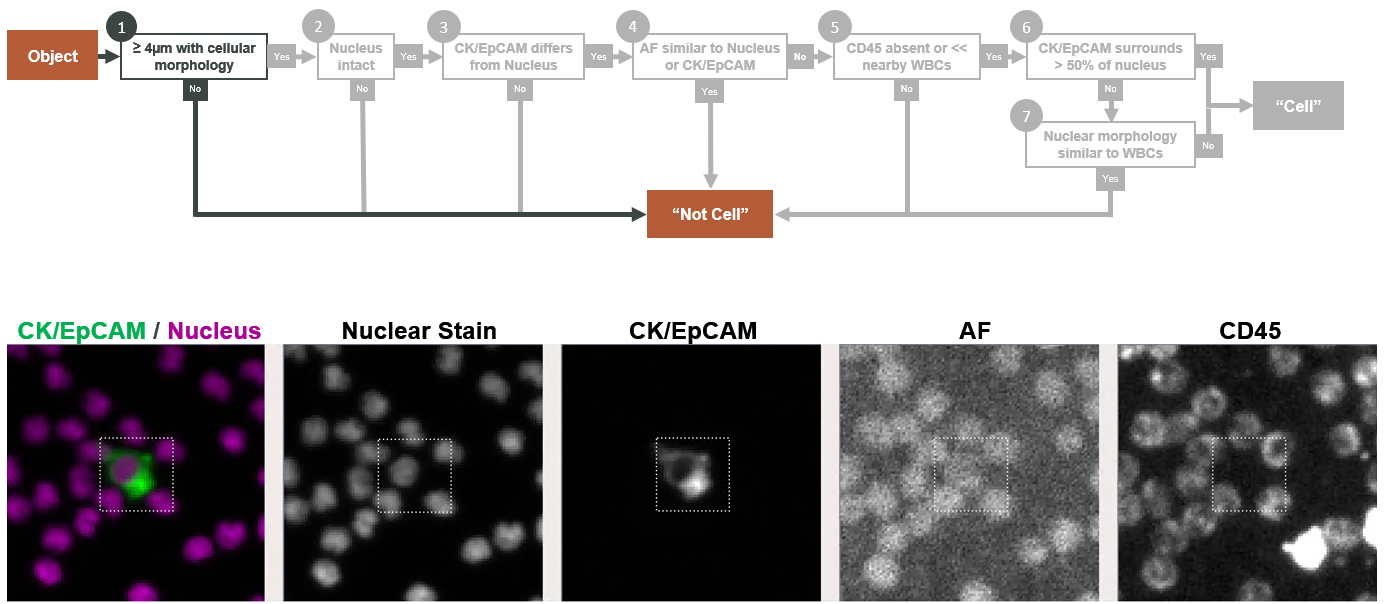 1
2
3
4
5
6
Object
≥ 4µm with cellular
morphology
Yes
Nucleus
intact
Yes
CK/EpCAM differs
from Nucleus
Yes
AF similar to Nucleus
or CK/EpCAM
No
CD45 absent or <<
nearby WBCs
Yes
CK/EpCAM surrounds
> 50% of nucleus
Yes
No
No
No
Yes
No
No
“Cell”
7
Nuclear morphology
similar to WBCs
No
Yes
“Not Cell”
CK/EpCAM / Nucleus
Nuclear Stain
CK/EpCAM
AF
CD45